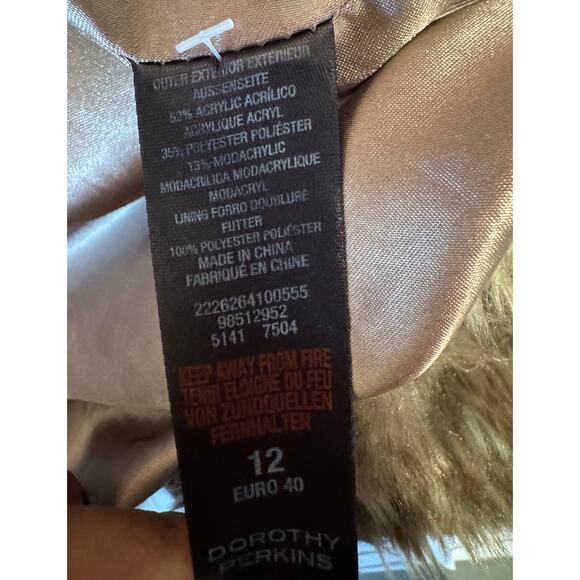 OUTER EXTERIOR EXTÉRIEUR
AUSSENSEITE
52% ACRYLIC ACRÍLICO
ACRYLIQUE ACRYL
35% POLYESTER POLIÉSTER
13% MODACRYLIC
MODACRILICA MODACRYLIQUE
MODACRYL
LINING FORRO DOUBLURE
FUTTER
100% POLYESTER POLIÉSTER
MADE IN CHINA
FABRIQUÉ EN CHINE
2226264100555
98512952
5141 7504
KEEP AWAY FROM FIRE
TENIR ELOIGNE DU FEU
VON ZUNDQUELLEN
FERNHALTEN
12
EURO 40
DOROTHY
PERKINS